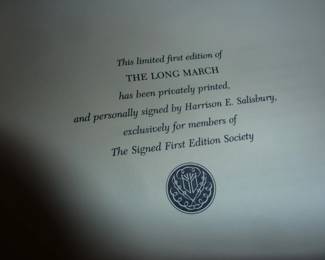 This limited first edition of
THE LONG MARCH
has been privately printed,
and personally signed by Harrison E. Salisbury,
exclusively for members of
The Signed First Edition Society